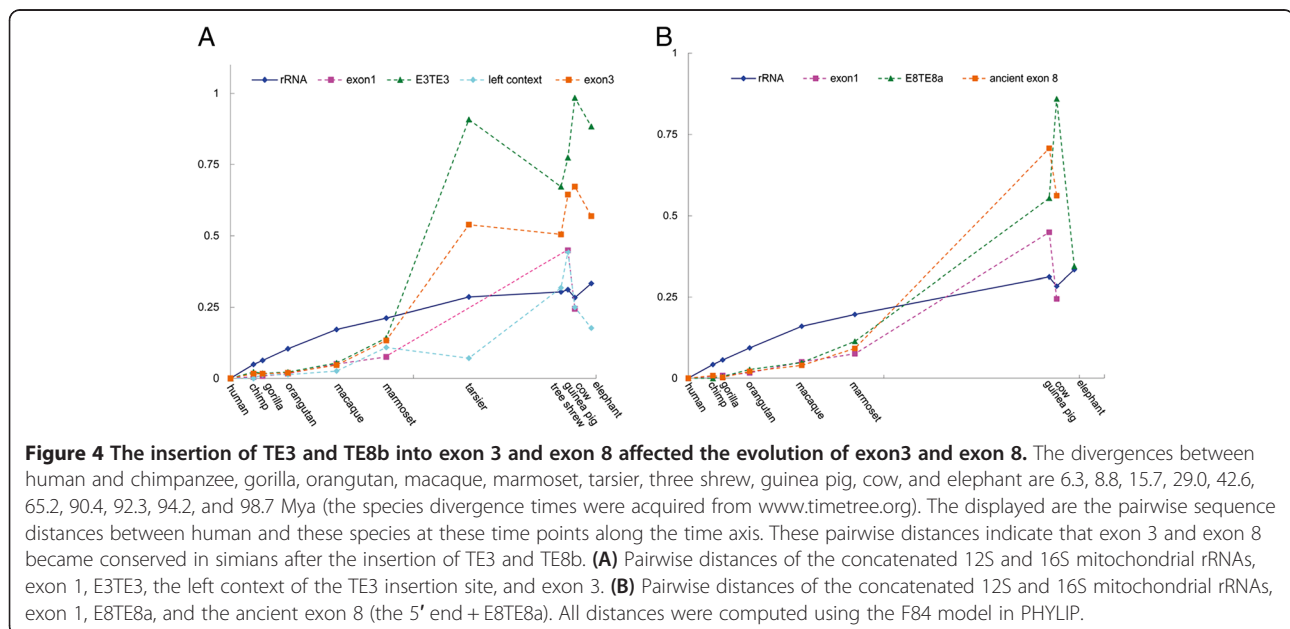 A
rRNA exon1 E3TE3 left context exon3
1
0.75
0.5
0.25
0
human
chimp
gorilla
orangutan
macaque
marmoset
tarsier
tree shrew
guinea pig
cow
elephant
B
1
rRNA exon1 E8TE8a ancient exon 8
0.75
0.5
0.25
0
human
chimp
gorilla
orangutan
macaque
marmoset
guinea pig
cow
elephant
Figure 4 The insertion of TE3 and TE8b into exon 3 and exon 8 affected the evolution of exon3 and exon 8. The divergences between
human and chimpanzee, gorilla, orangutan, macaque, marmoset, tarsier, three shrew, guinea pig, cow, and elephant are 6.3, 8.8, 15.7, 29.0, 42.6,
65.2, 90.4, 92.3, 94.2, and 98.7 Mya (the species divergence times were acquired from www.timetree.org). The displayed are the pairwise sequence
distances between human and these species at these time points along the time axis. These pairwise distances indicate that exon 3 and exon 8
became conserved in simians after the insertion of TE3 and TE8b. (A) Pairwise distances of the concatenated 12S and 16S mitochondrial rRNAs,
exon 1, E3TE3, the left context of the TE3 insertion site, and exon 3. (B) Pairwise distances of the concatenated 12S and 16S mitochondrial rRNAs,
exon 1, E8TE8a, and the ancient exon 8 (the 5′ end + E8TE8a). All distances were computed using the F84 model in PHYLIP.